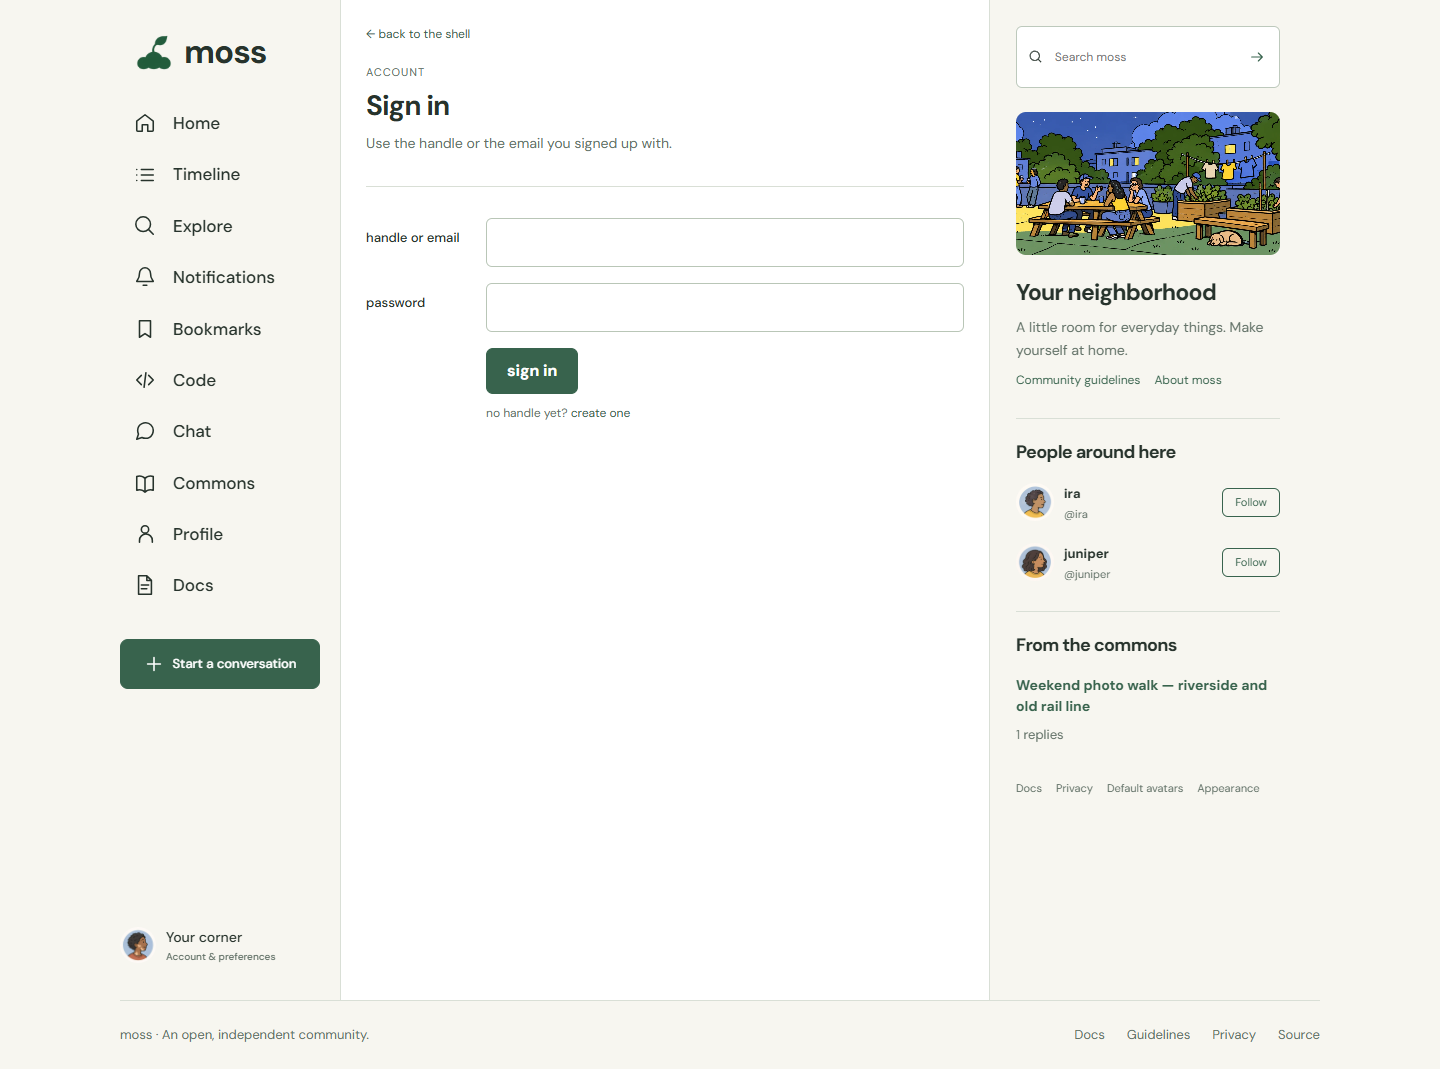 moss
Home
Timeline
Explore
Notifications
Bookmarks
Code
Chat
Commons
Profile
Docs
Start a conversation
Your corner
Account & preferences
← back to the shell
ACCOUNT
Sign in
Use the handle or the email you signed up with.
handle or email
password
sign in
no handle yet? create one
Search moss
Your neighborhood
A little room for everyday things. Make
yourself at home.
Community guidelines About moss
People around here
ira
@ira
Follow
juniper
@juniper
Follow
From the commons
Weekend photo walk — riverside and
old rail line
1 replies
Docs Privacy Default avatars Appearance
moss · An open, independent community.
Docs Guidelines Privacy Source